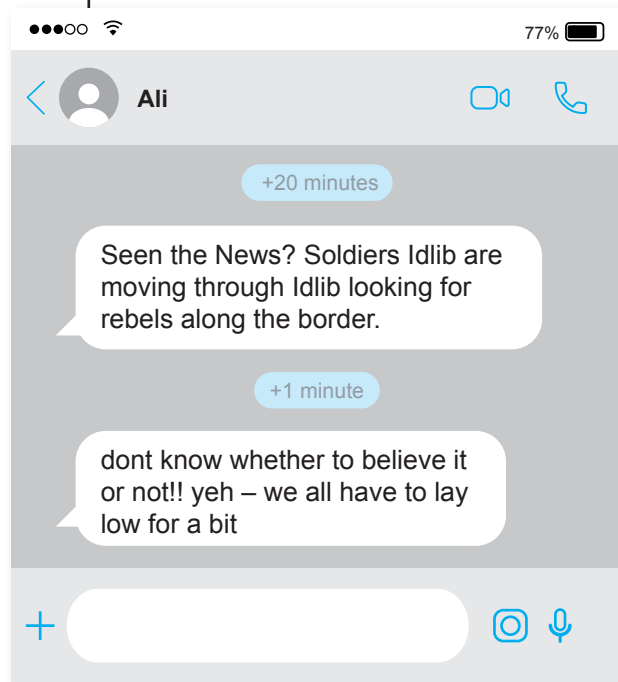 77%
Ali
+20 minutes
Seen the News? Soldiers Idlib are
moving through Idlib looking for
rebels along the border.
+1 minute
dont know whether to believe it
or not!! yeh – we all have to lay
low for a bit